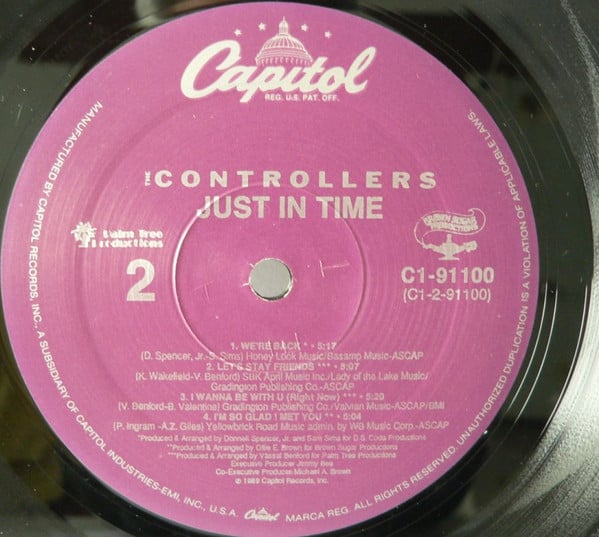 Capitol
REG. U.S. PAT. OFF.
THE CONTROLLERS
JUST IN TIME
Palm Tree
Productions
BROWN SUGAR
PRODUCTIONS
2
C1-91100
(C1-2-91100)
1. WE'RE BACK * • 5:17
(D. Spencer, Jr.-S. Sims) Honey Look Music/Basamp Music-ASCAP
2. LET'S STAY FRIENDS *** • 6:07
(K. Wakefield-V. Benford) SBK April Music Inc./Lady of the Lake Music/
Gradington Publishing Co.-ASCAP
3. I WANNA BE WITH U (Right Now) *** • 5:29
(V. Benford-B. Valentine) Gradington Publishing Co./Valvian Music-ASCAP/BMI
4. I'M SO GLAD I MET YOU ** • 5:04
(P. Ingram-A.Z. Giles) Yellowbrick Road Music admin. by WB Music Corp.-ASCAP
*Produced & Arranged by Donnell Spencer, Jr. and Sam Sims for D.S. Coda Productions
**Produced & Arranged by Ollie E. Brown for Brown Sugar Productions
***Produced & Arranged by Vassal Benford for Palm Tree Productions
Executive Producer Jimmy Bee
Co-Executive Producer: Michael A. Brown
℗ 1989 Capitol Records, Inc.
MANUFACTURED BY CAPITOL RECORDS, INC., A SUBSIDIARY OF CAPITOL INDUSTRIES-EMI, INC., U.S.A. Capitol MARCA REG. ALL RIGHTS RESERVED. UNAUTHORIZED DUPLICATION IS A VIOLATION OF APPLICABLE LAWS.